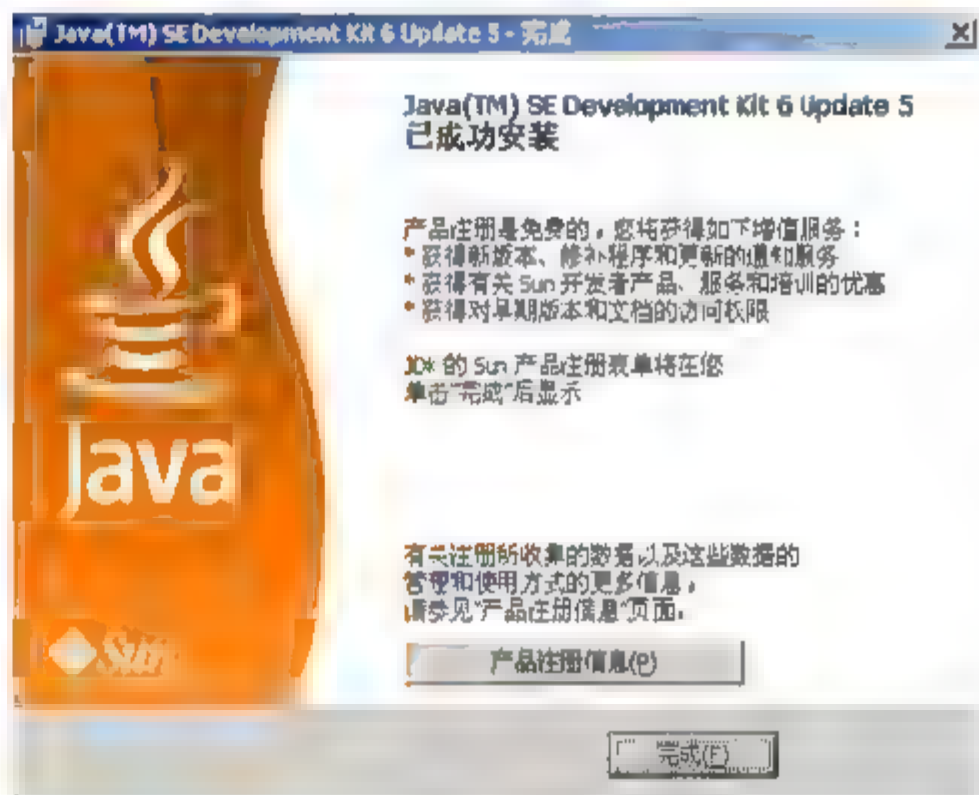 Java(TM) SE Development Kit 6 Update 5 - 完成
Java(TM) SE Development Kit 6 Update 5
已成功安装
产品注册是免费的，您将获得如下增值服务：
* 获得新版本、修补程序和更新的通知服务
* 获得有关 Sun 开发者产品、服务和培训的优惠
* 获得对早期版本和文档的访问权限
JDK 的 Sun 产品注册表单将在您
单击"完成"后显示
Java
有关注册所收集的数据以及这些数据的
管理和使用方式的更多信息，
请参见"产品注册信息"页面。
Sun
产品注册信息(P)
完成(F)